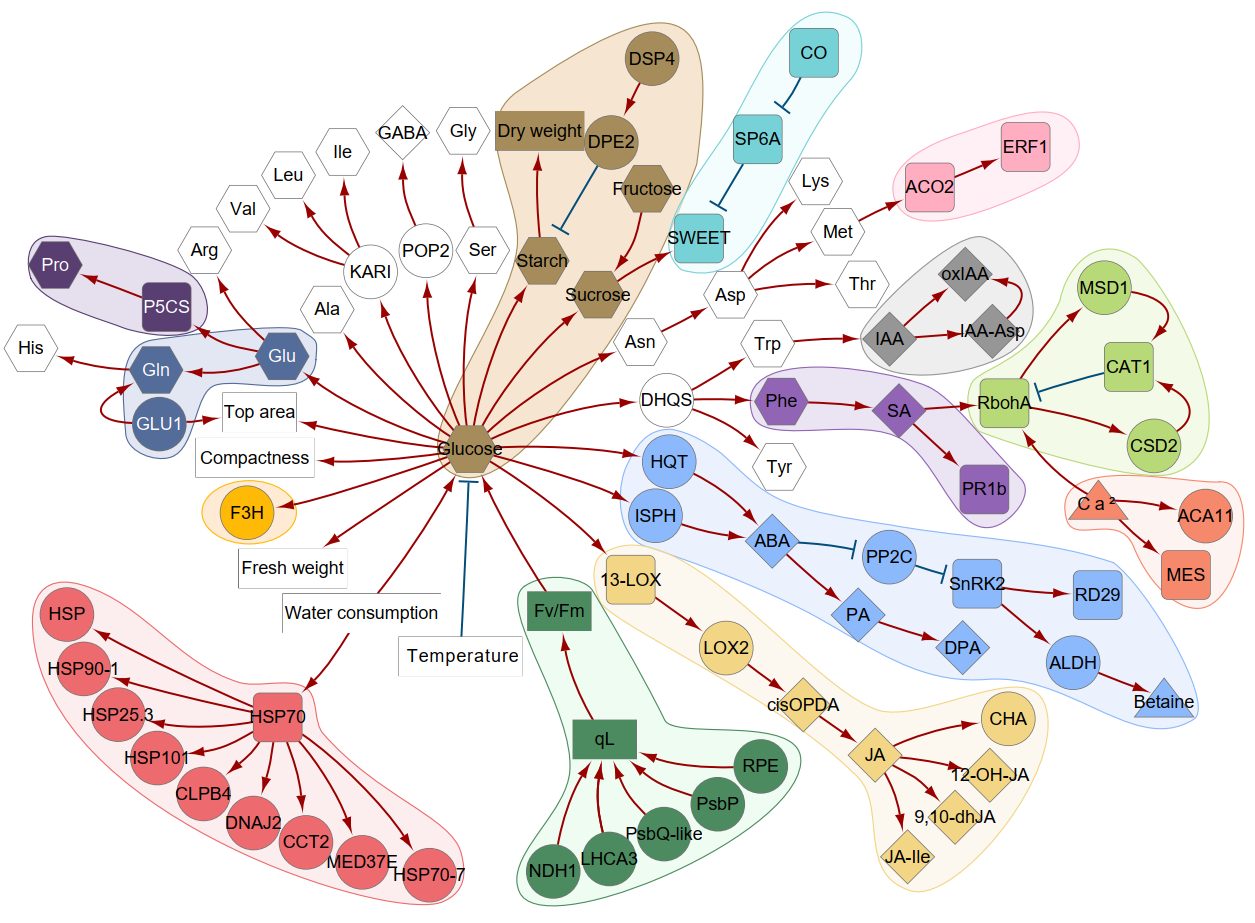 CO
DSP4
GABA
Gly
Dry weight
DPE2
SP6A
ERF1
Ile
Leu
Lys
ACO2
Fructose
Val
Met
SWEET
Arg
POP2
Ser
KARI
Starch
Pro
oxIAA
Thr
MSD1
P5CS
Ala
Sucrose
Asp
IAA
IAA-Asp
His
Asn
Trp
Gln
Glu
CAT1
GLU1
Top area
DHQS
Phe
SA
RbohA
CSD2
Compactness
Glucose
HQT
Tyr
PR1b
F3H
ISPH
C a ²
ACA11
ABA
PP2C
Fresh weight
MES
13-LOX
SnRK2
RD29
Water consumption
Fv/Fm
PA
HSP
Temperature
LOX2
DPA
ALDH
HSP90-1
cisOPDA
Betaine
HSP25.3
HSP70
CHA
qL
JA
HSP101
RPE
12-OH-JA
CLPB4
PsbP
DNAJ2
PsbQ-like
9,10-dhJA
CCT2
MED37E
LHCA3
JA-Ile
HSP70-7
NDH1